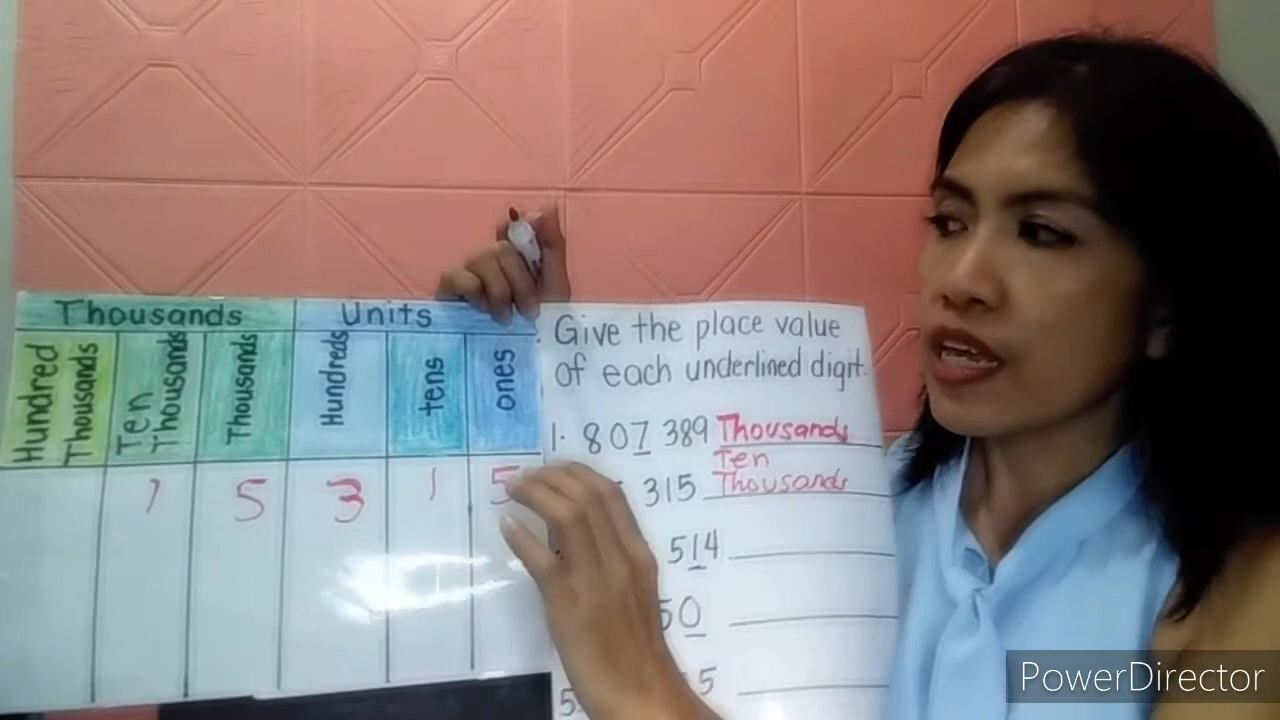 Thousands Units
Hundred Thousands
Ten Thousands
Thousands
Hundreds
tens
ones
1 5 3 1 5
Give the place value
of each underlined digit.
1. 807 389 Thousands
315 Ten Thousands
514
50
5
5.
PowerDirector